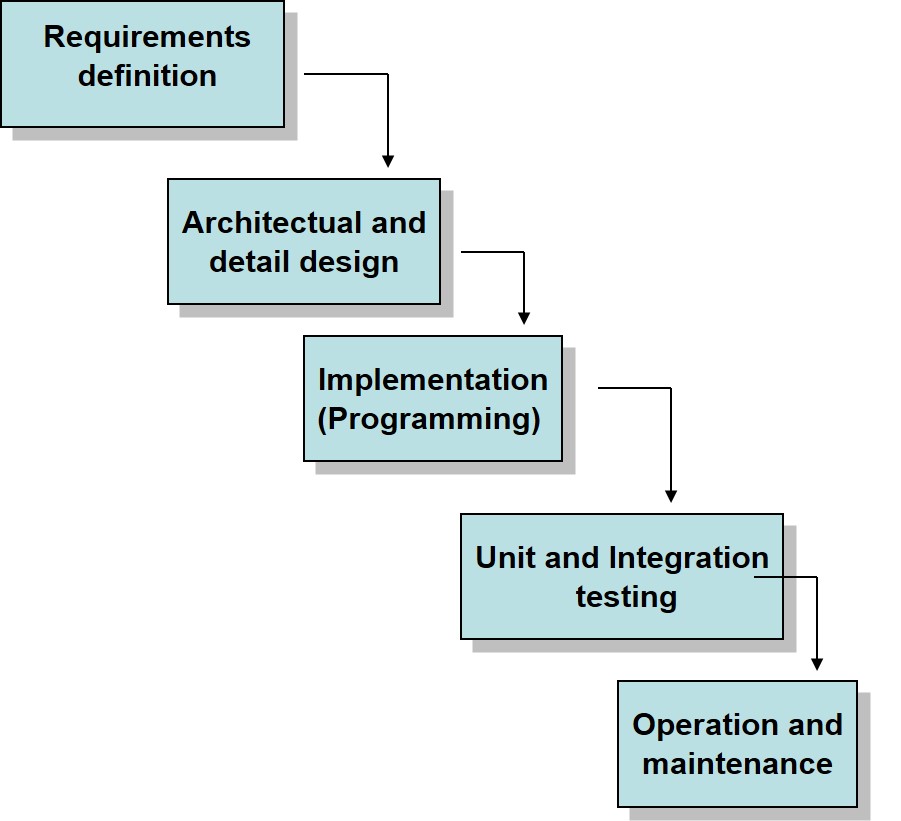 Requirements
definition
Architectual and
detail design
Implementation
(Programming)
Unit and Integration
testing
Operation and
maintenance